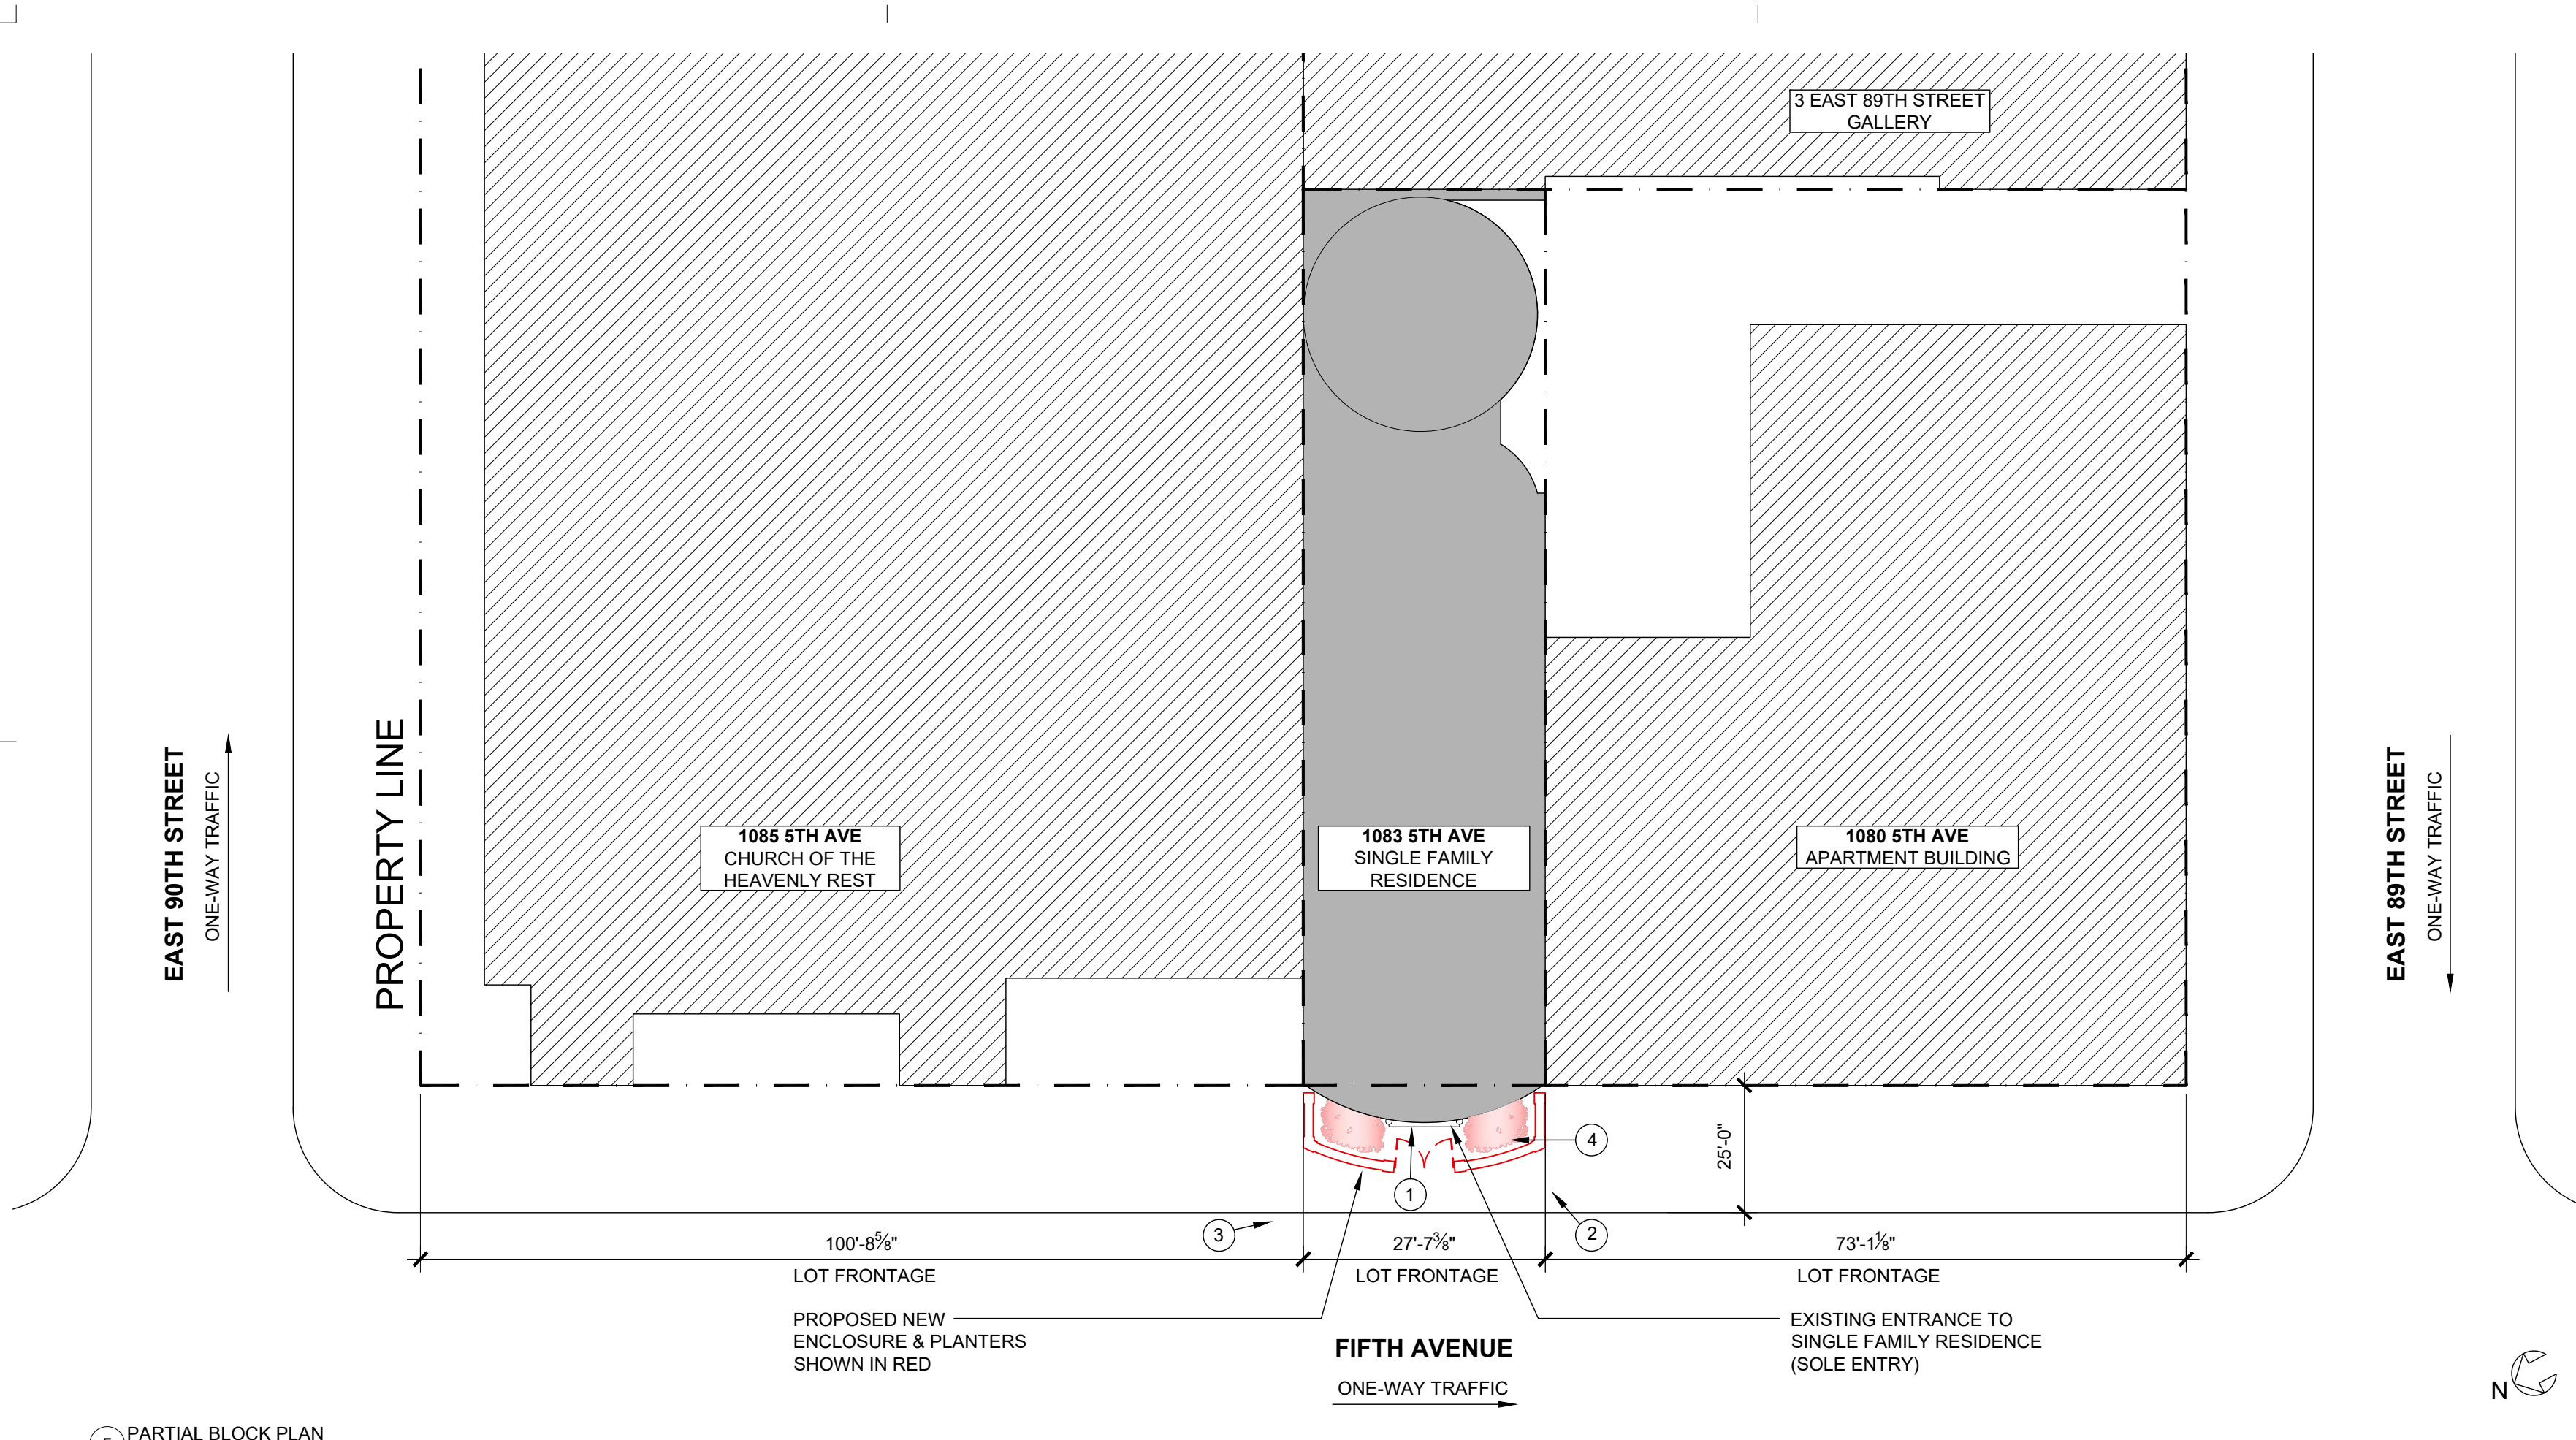 3 EAST 89TH STREET
GALLERY
EAST 90TH STREET
ONE-WAY TRAFFIC
PROPERTY LINE
1085 5TH AVE
CHURCH OF THE
HEAVENLY REST
1083 5TH AVE
SINGLE FAMILY
RESIDENCE
1080 5TH AVE
APARTMENT BUILDING
EAST 89TH STREET
ONE-WAY TRAFFIC
4
25'-0"
1
3
2
100'-8⅝"
LOT FRONTAGE
27'-7⅜"
LOT FRONTAGE
73'-1⅛"
LOT FRONTAGE
PROPOSED NEW
ENCLOSURE & PLANTERS
SHOWN IN RED
FIFTH AVENUE
ONE-WAY TRAFFIC
EXISTING ENTRANCE TO
SINGLE FAMILY RESIDENCE
(SOLE ENTRY)
N
PARTIAL BLOCK PLAN